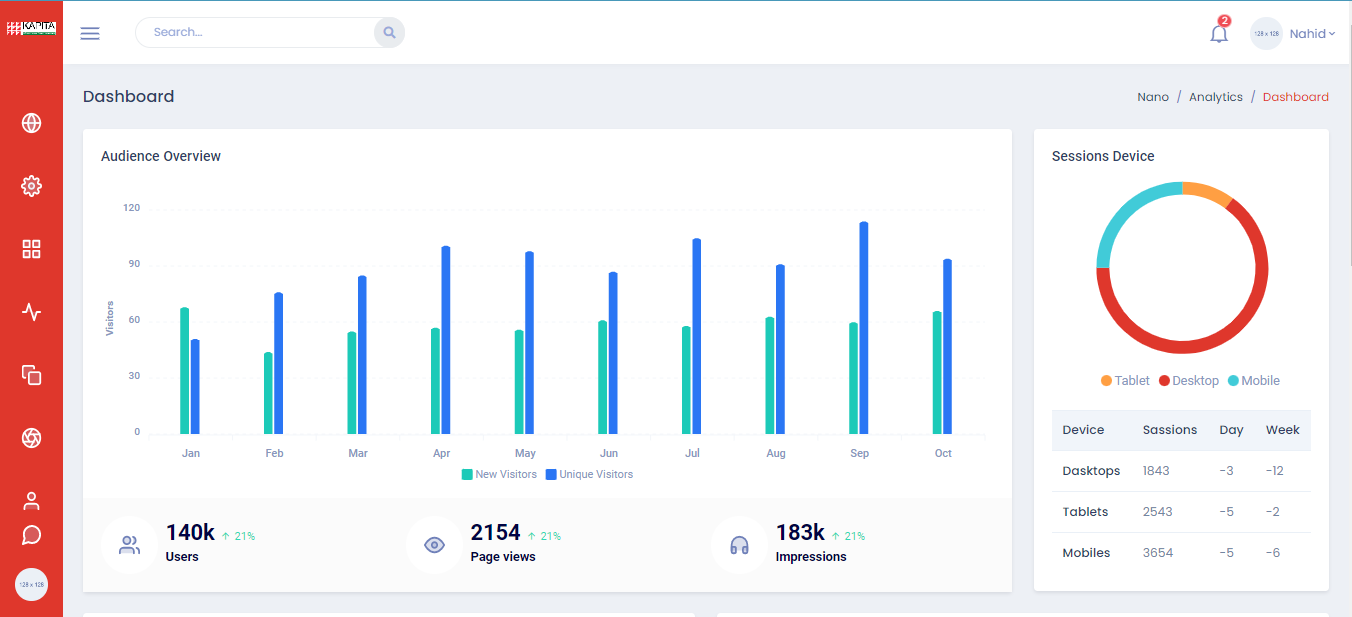 KAPITA
Search...
2
128 x 128
Nahid
Dashboard
Nano / Analytics / Dashboard
Audience Overview
120
90
60
30
0
Visitors
Jan Feb Mar Apr May Jun Jul Aug Sep Oct
New Visitors Unique Visitors
140k ↑ 21%
Users
2154 ↑ 21%
Page views
183k ↑ 21%
Impressions
Sessions Device
Tablet Desktop Mobile
Device Sassions Day Week
Dasktops 1843 -3 -12
Tablets 2543 -5 -2
Mobiles 3654 -5 -6
128 x 128